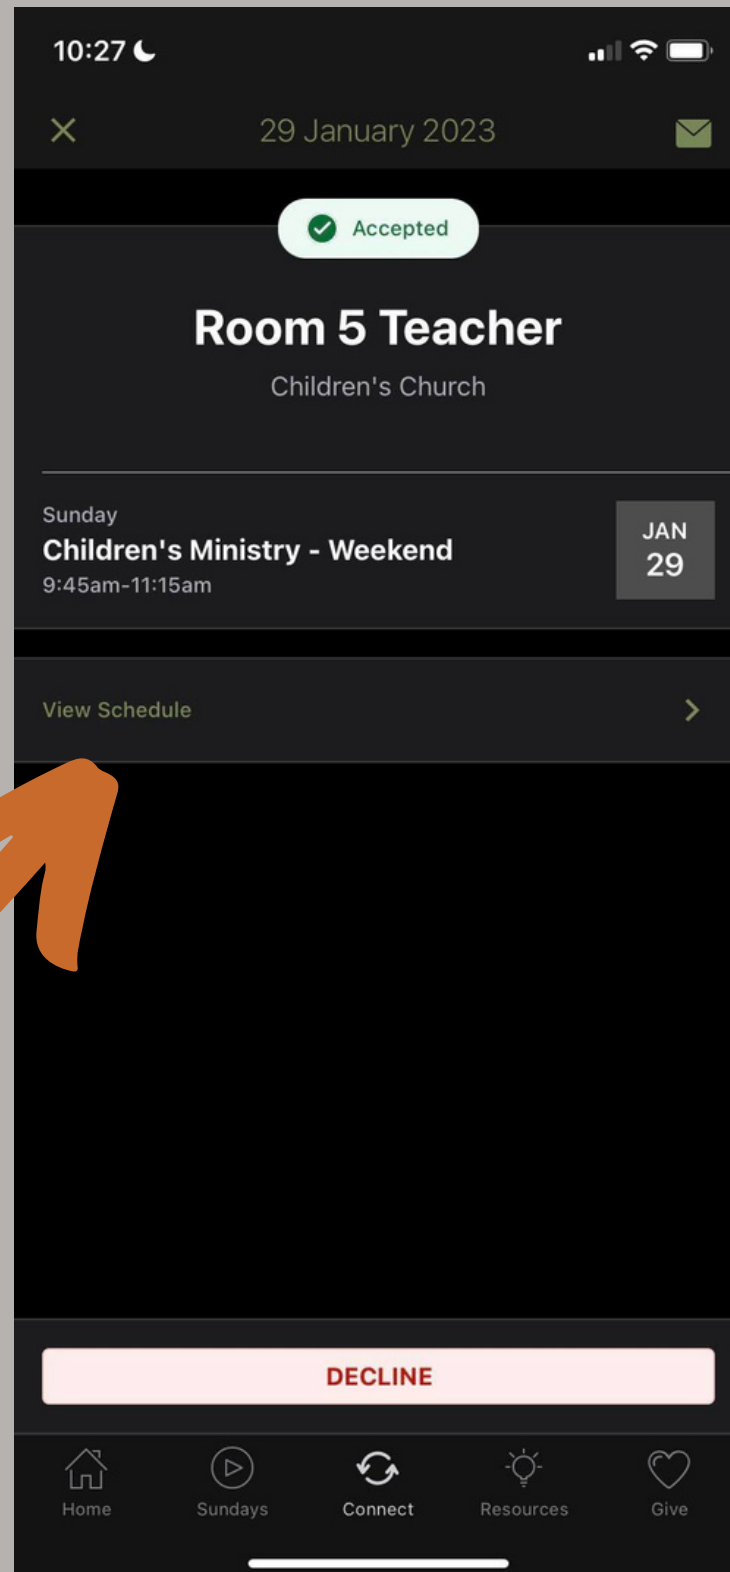 10:27
29 January 2023
Accepted
Room 5 Teacher
Children's Church
Sunday
Children's Ministry - Weekend
9:45am-11:15am
JAN
29
View Schedule
DECLINE
Home
Sundays
Connect
Resources
Give